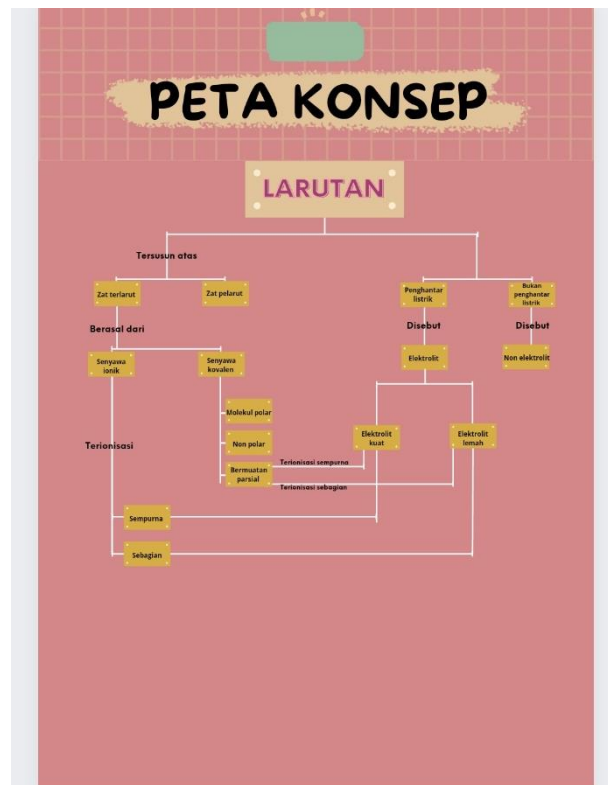 PETA KONSEP
LARUTAN
Tersusun atas
Zat terlarut
Zat pelarut
Penghantar
listrik
Bukan
penghantar
listrik
Berasal dari
Disebut
Disebut
Senyawa
ionik
Senyawa
kovalen
Elektrolit
Non elektrolit
Molekul polar
Non polar
Bermuatan
parsial
Elektrolit
kuat
Elektrolit
lemah
Terionisasi
Terionisasi sempurna
Terionisasi sebagian
Sempurna
Sebagian